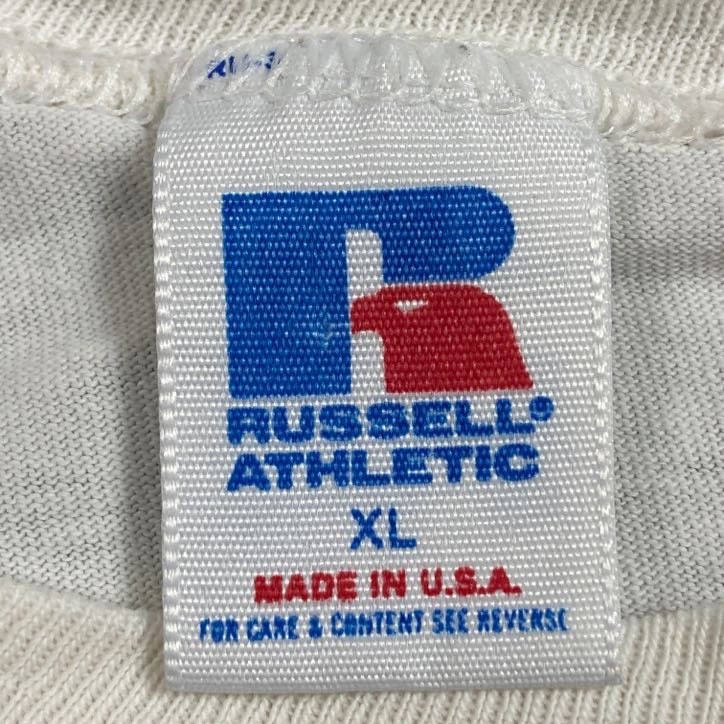 RUSSELL®
ATHLETIC
XL
MADE IN U.S.A.
FOR CARE & CONTENT SEE REVERSE